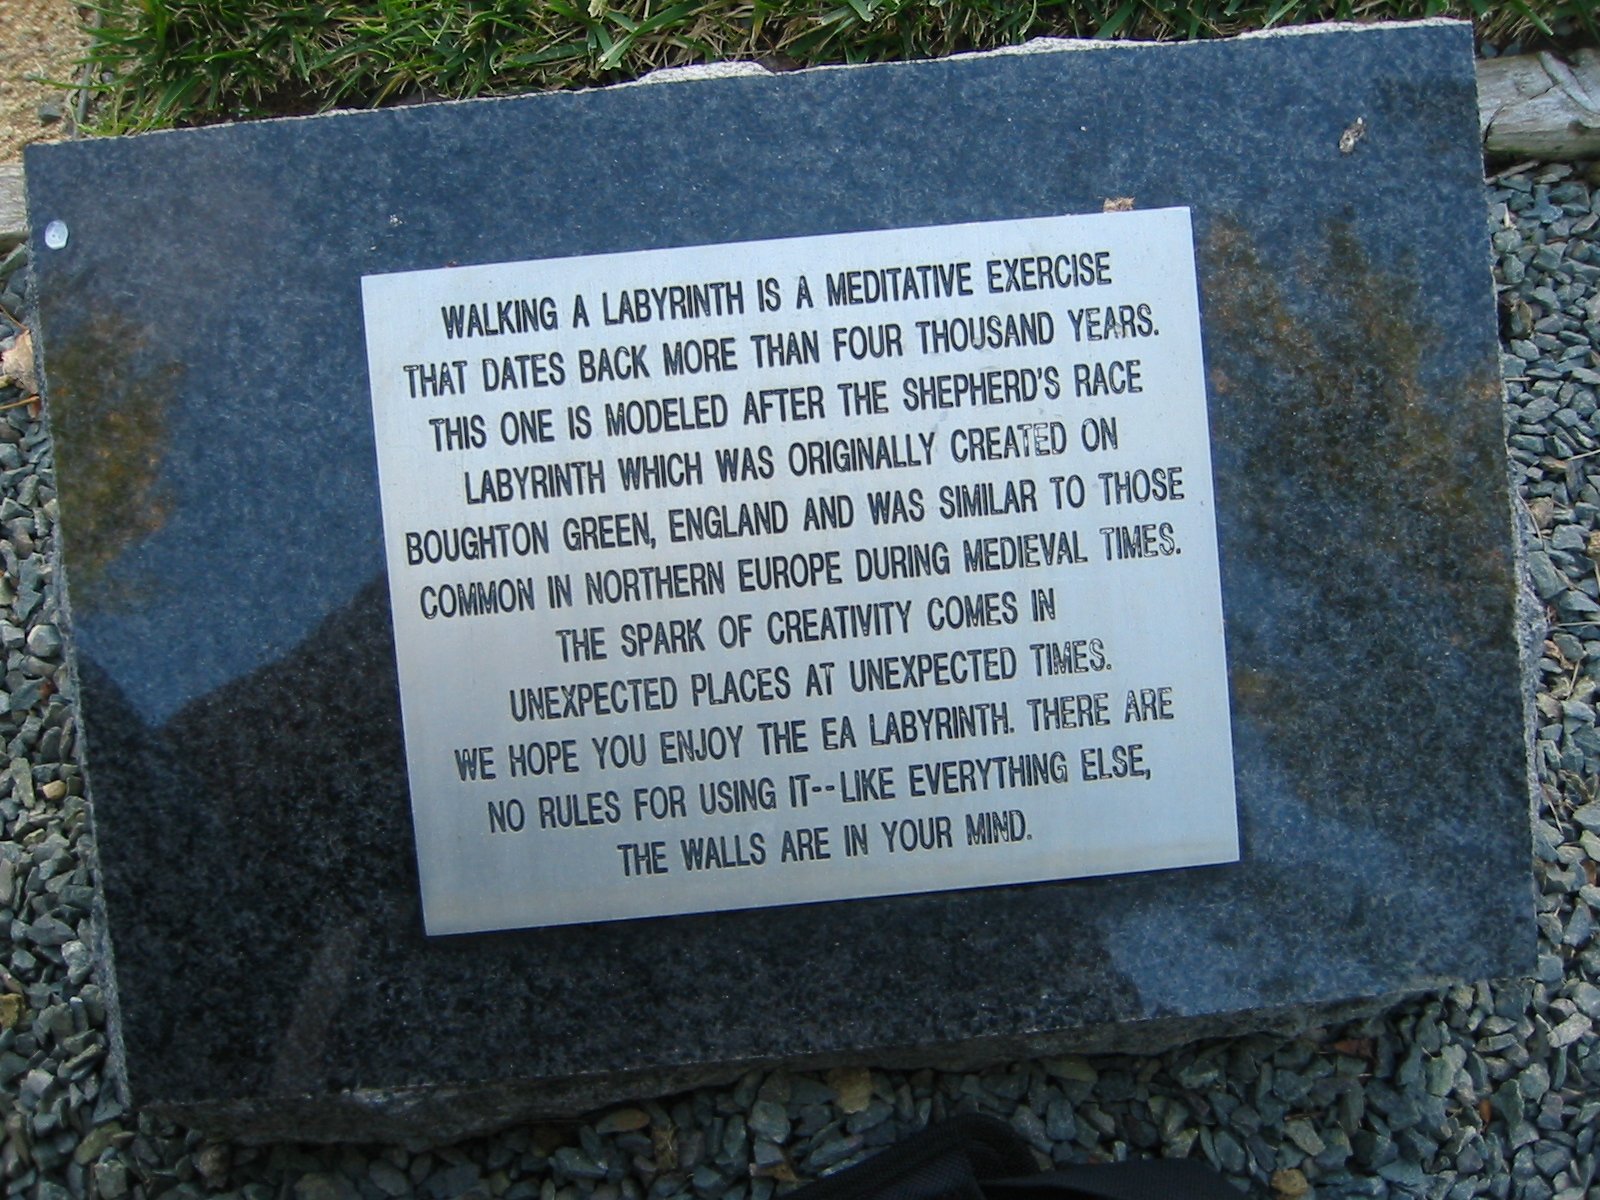 WALKING A LABYRINTH IS A MEDITATIVE EXERCISE
THAT DATES BACK MORE THAN FOUR THOUSAND YEARS.
THIS ONE IS MODELED AFTER THE SHEPHERD'S RACE
LABYRINTH WHICH WAS ORIGINALLY CREATED ON
BOUGHTON GREEN, ENGLAND AND WAS SIMILAR TO THOSE
COMMON IN NORTHERN EUROPE DURING MEDIEVAL TIMES.
THE SPARK OF CREATIVITY COMES IN
UNEXPECTED PLACES AT UNEXPECTED TIMES.
WE HOPE YOU ENJOY THE EA LABYRINTH. THERE ARE
NO RULES FOR USING IT--LIKE EVERYTHING ELSE,
THE WALLS ARE IN YOUR MIND.